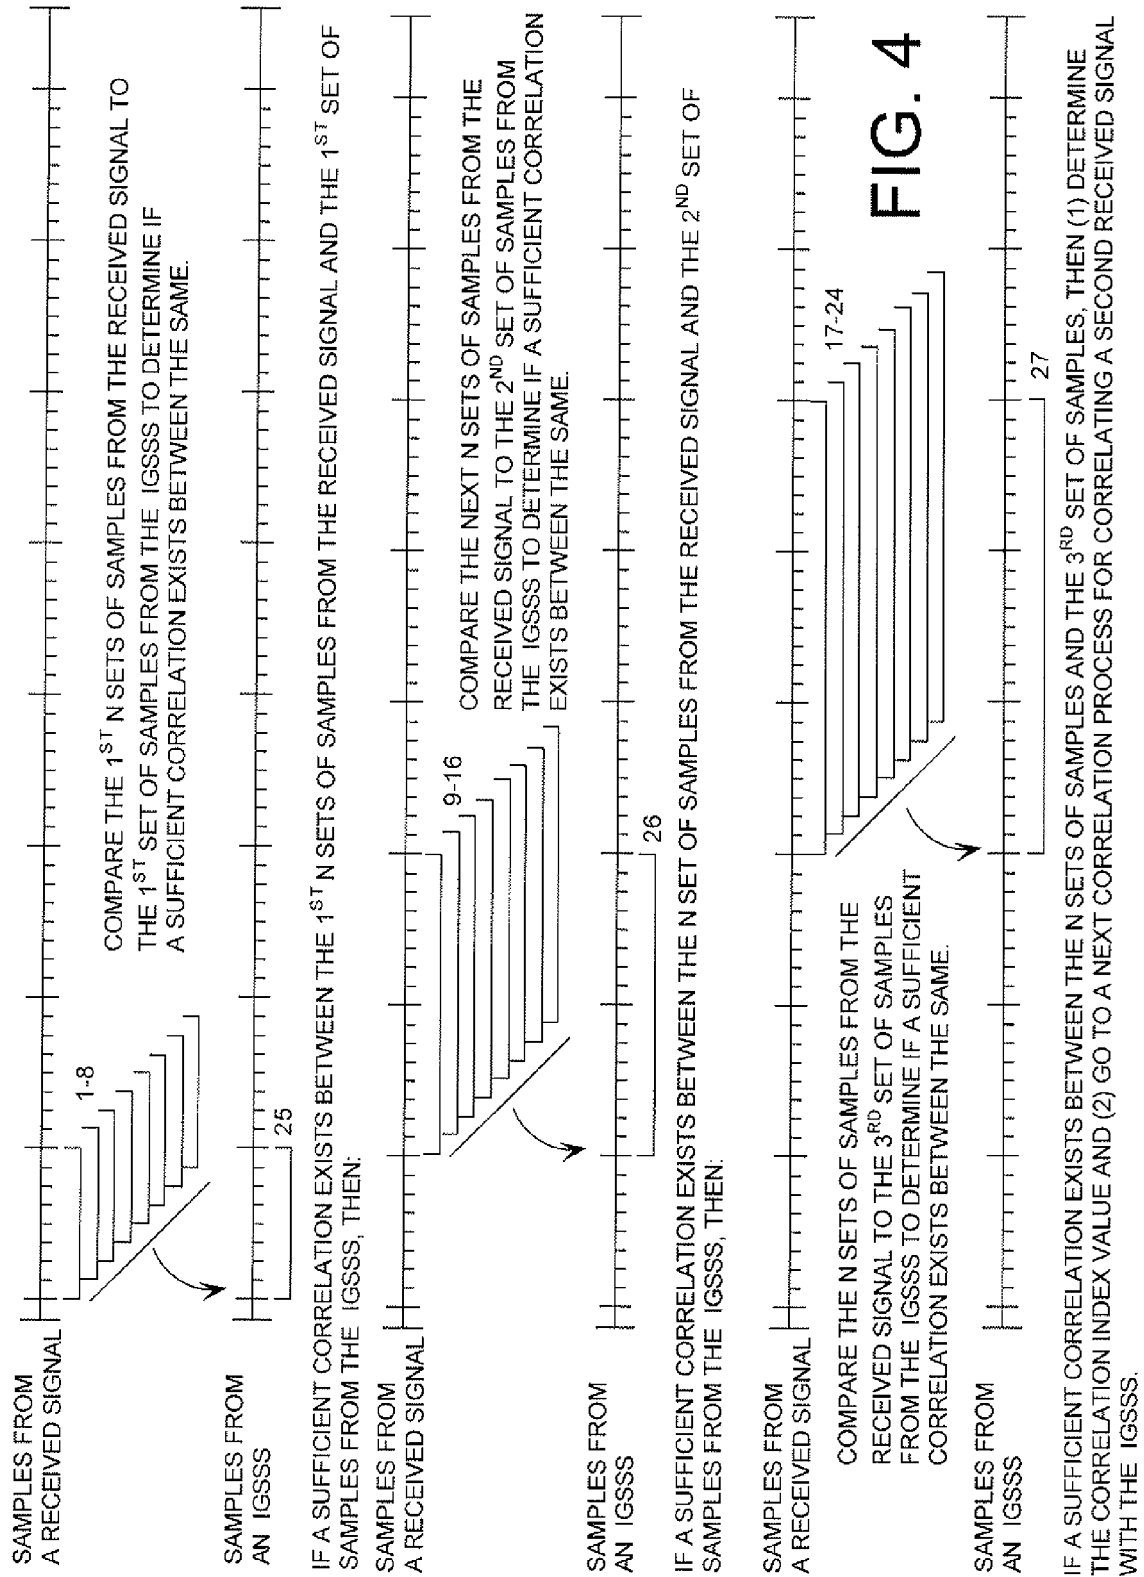 SAMPLES FROM
A RECEIVED SIGNAL
1-8
COMPARE THE 1ST N SETS OF SAMPLES FROM THE RECEIVED SIGNAL TO
THE 1ST SET OF SAMPLES FROM THE IGSSS TO DETERMINE IF
A SUFFICIENT CORRELATION EXISTS BETWEEN THE SAME.
SAMPLES FROM
AN IGSSS
25
IF A SUFFICIENT CORRELATION EXISTS BETWEEN THE 1ST N SETS OF SAMPLES FROM THE RECEIVED SIGNAL AND THE 1ST SET OF
SAMPLES FROM THE IGSSS, THEN:
SAMPLES FROM
A RECEIVED SIGNAL
9-16
COMPARE THE NEXT N SETS OF SAMPLES FROM THE
RECEIVED SIGNAL TO THE 2ND SET OF SAMPLES FROM
THE IGSSS TO DETERMINE IF A SUFFICIENT CORRELATION
EXISTS BETWEEN THE SAME.
SAMPLES FROM
AN IGSSS
26
IF A SUFFICIENT CORRELATION EXISTS BETWEEN THE N SET OF SAMPLES FROM THE RECEIVED SIGNAL AND THE 2ND SET OF
SAMPLES FROM THE IGSSS, THEN:
SAMPLES FROM
A RECEIVED SIGNAL
17-24
COMPARE THE N SETS OF SAMPLES FROM THE
RECEIVED SIGNAL TO THE 3RD SET OF SAMPLES
FROM THE IGSSS TO DETERMINE IF A SUFFICIENT
CORRELATION EXISTS BETWEEN THE SAME.
FIG. 4
SAMPLES FROM
AN IGSSS
27
IF A SUFFICIENT CORRELATION EXISTS BETWEEN THE N SETS OF SAMPLES AND THE 3RD SET OF SAMPLES, THEN (1) DETERMINE
THE CORRELATION INDEX VALUE AND (2) GO TO A NEXT CORRELATION PROCESS FOR CORRELATING A SECOND RECEIVED SIGNAL
WITH THE IGSSS.